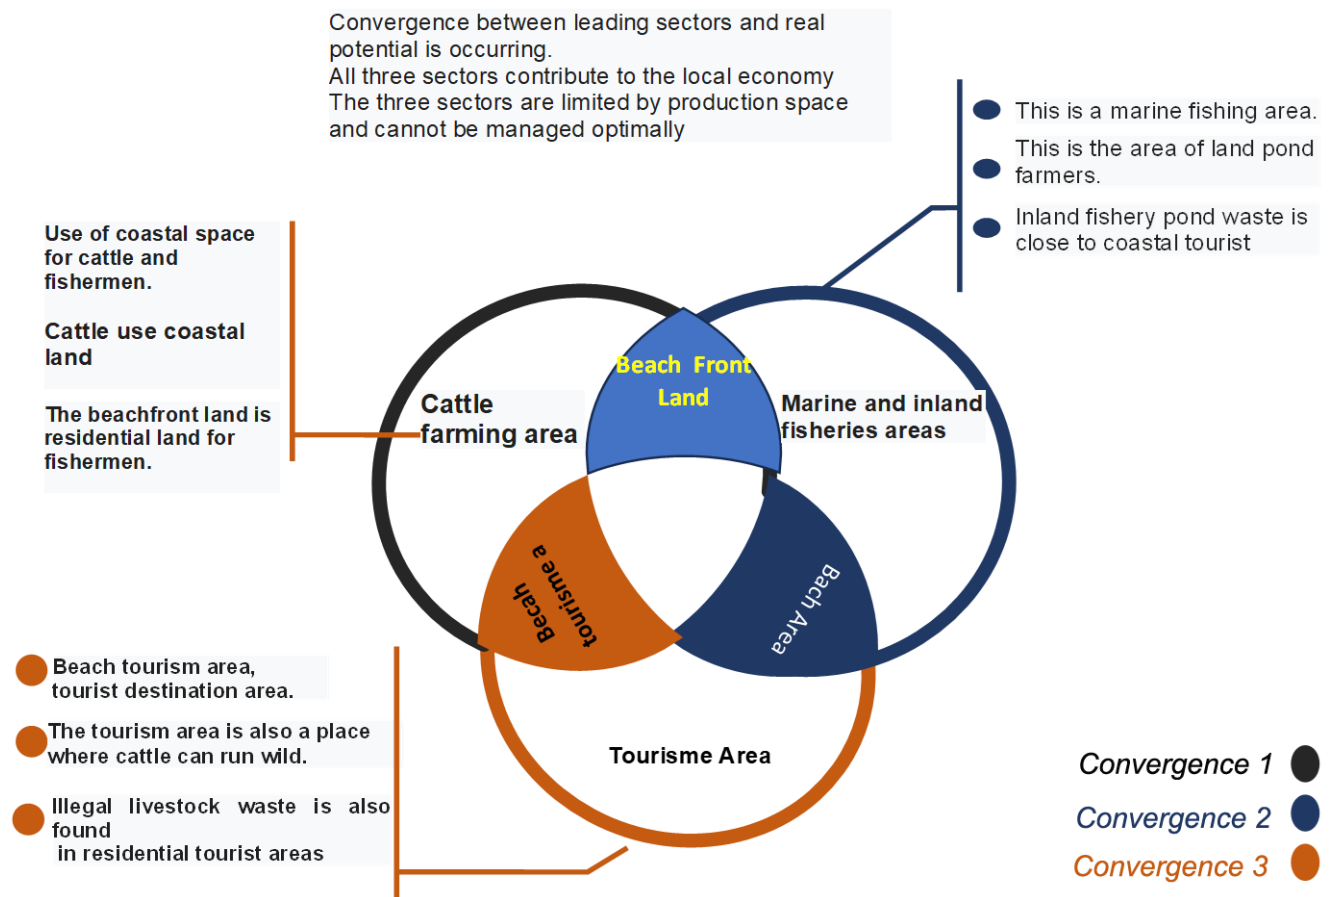 Convergence between leading sectors and real
potential is occurring.
All three sectors contribute to the local economy
The three sectors are limited by production space
and cannot be managed optimally
This is a marine fishing area.
This is the area of land pond
farmers.
Inland fishery pond waste is
close to coastal tourist
Use of coastal space
for cattle and
fishermen.
Cattle use coastal
land
The beachfront land is
residential land for
fishermen.
Beach Front
Land
Cattle
farming area
Marine and inland
fisheries areas
Becah
tourisme a
Bach Area
Tourisme Area
Beach tourism area,
tourist destination area.
The tourism area is also a place
where cattle can run wild.
Illegal livestock waste is also
found
in residential tourist areas
Convergence 1
Convergence 2
Convergence 3